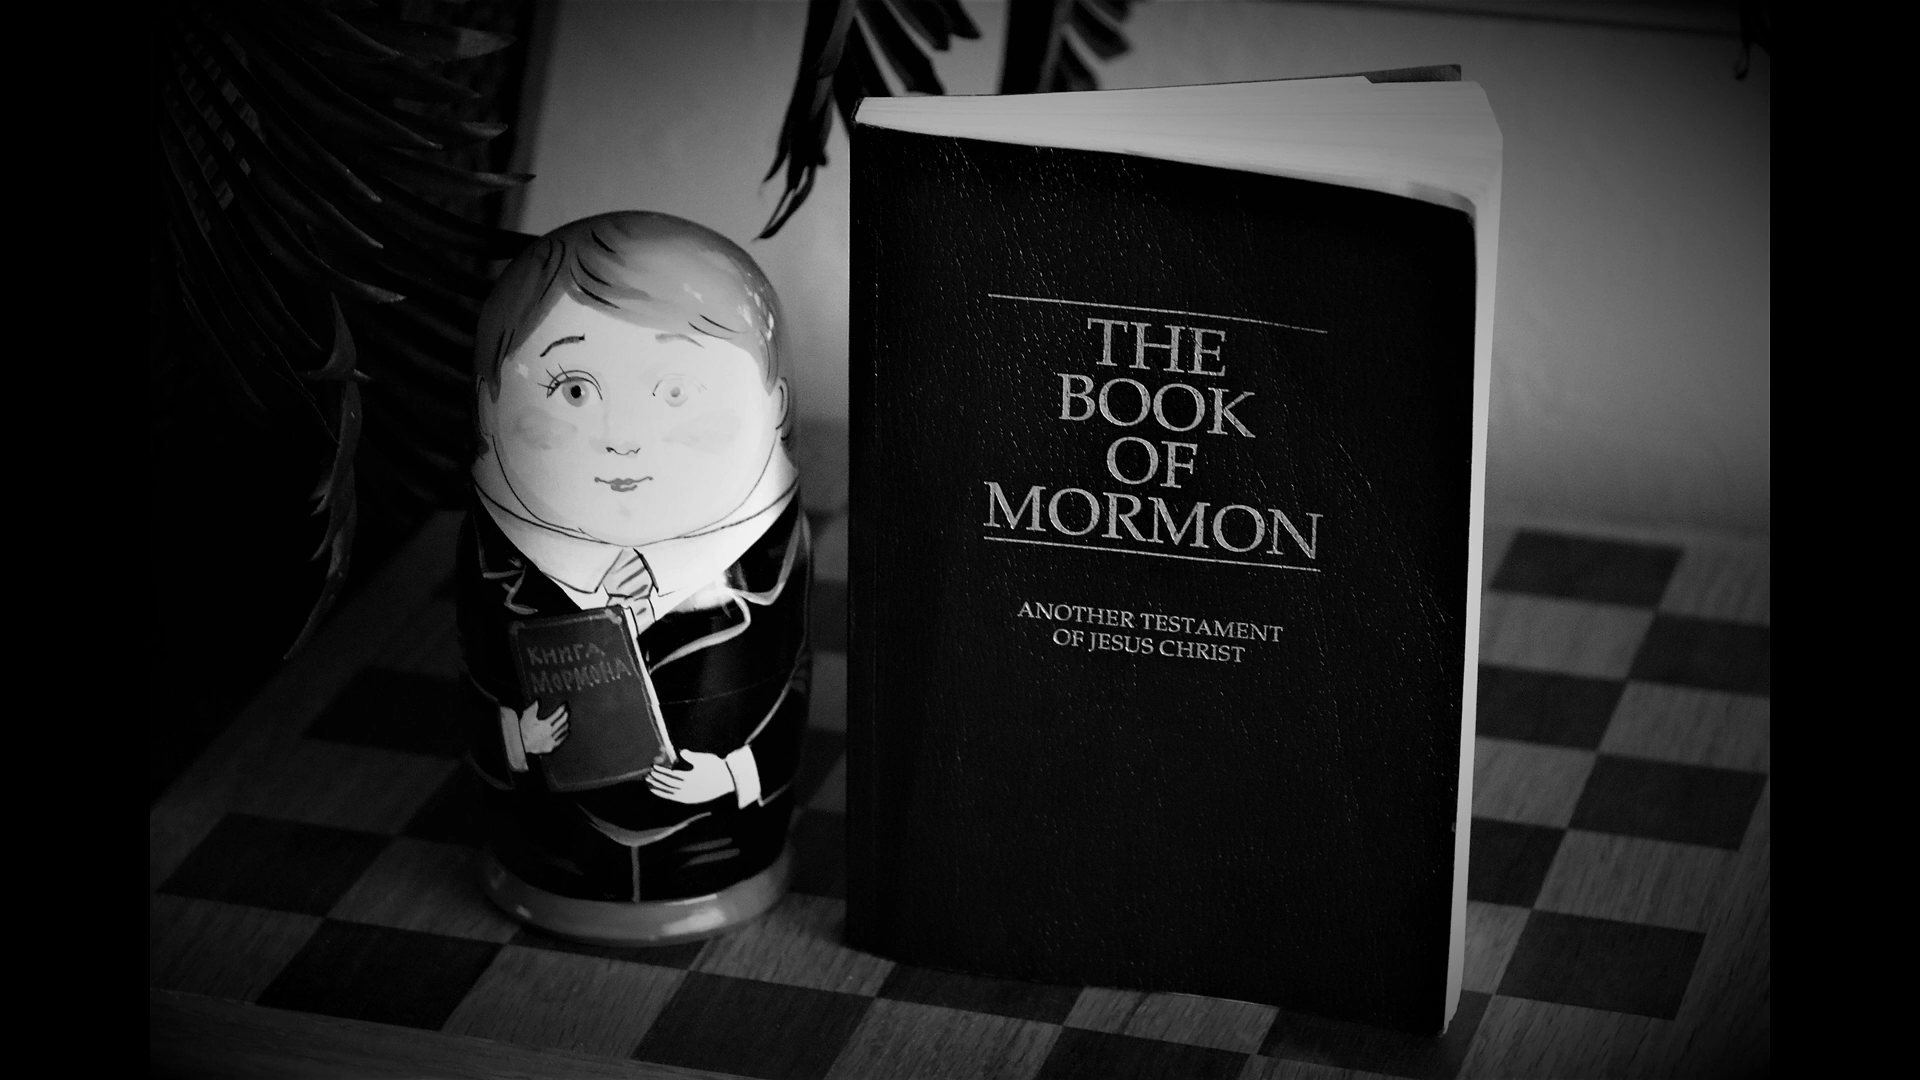 КНИГА
МОРМОНА
THE
BOOK
OF
MORMON
ANOTHER TESTAMENT
OF JESUS CHRIST